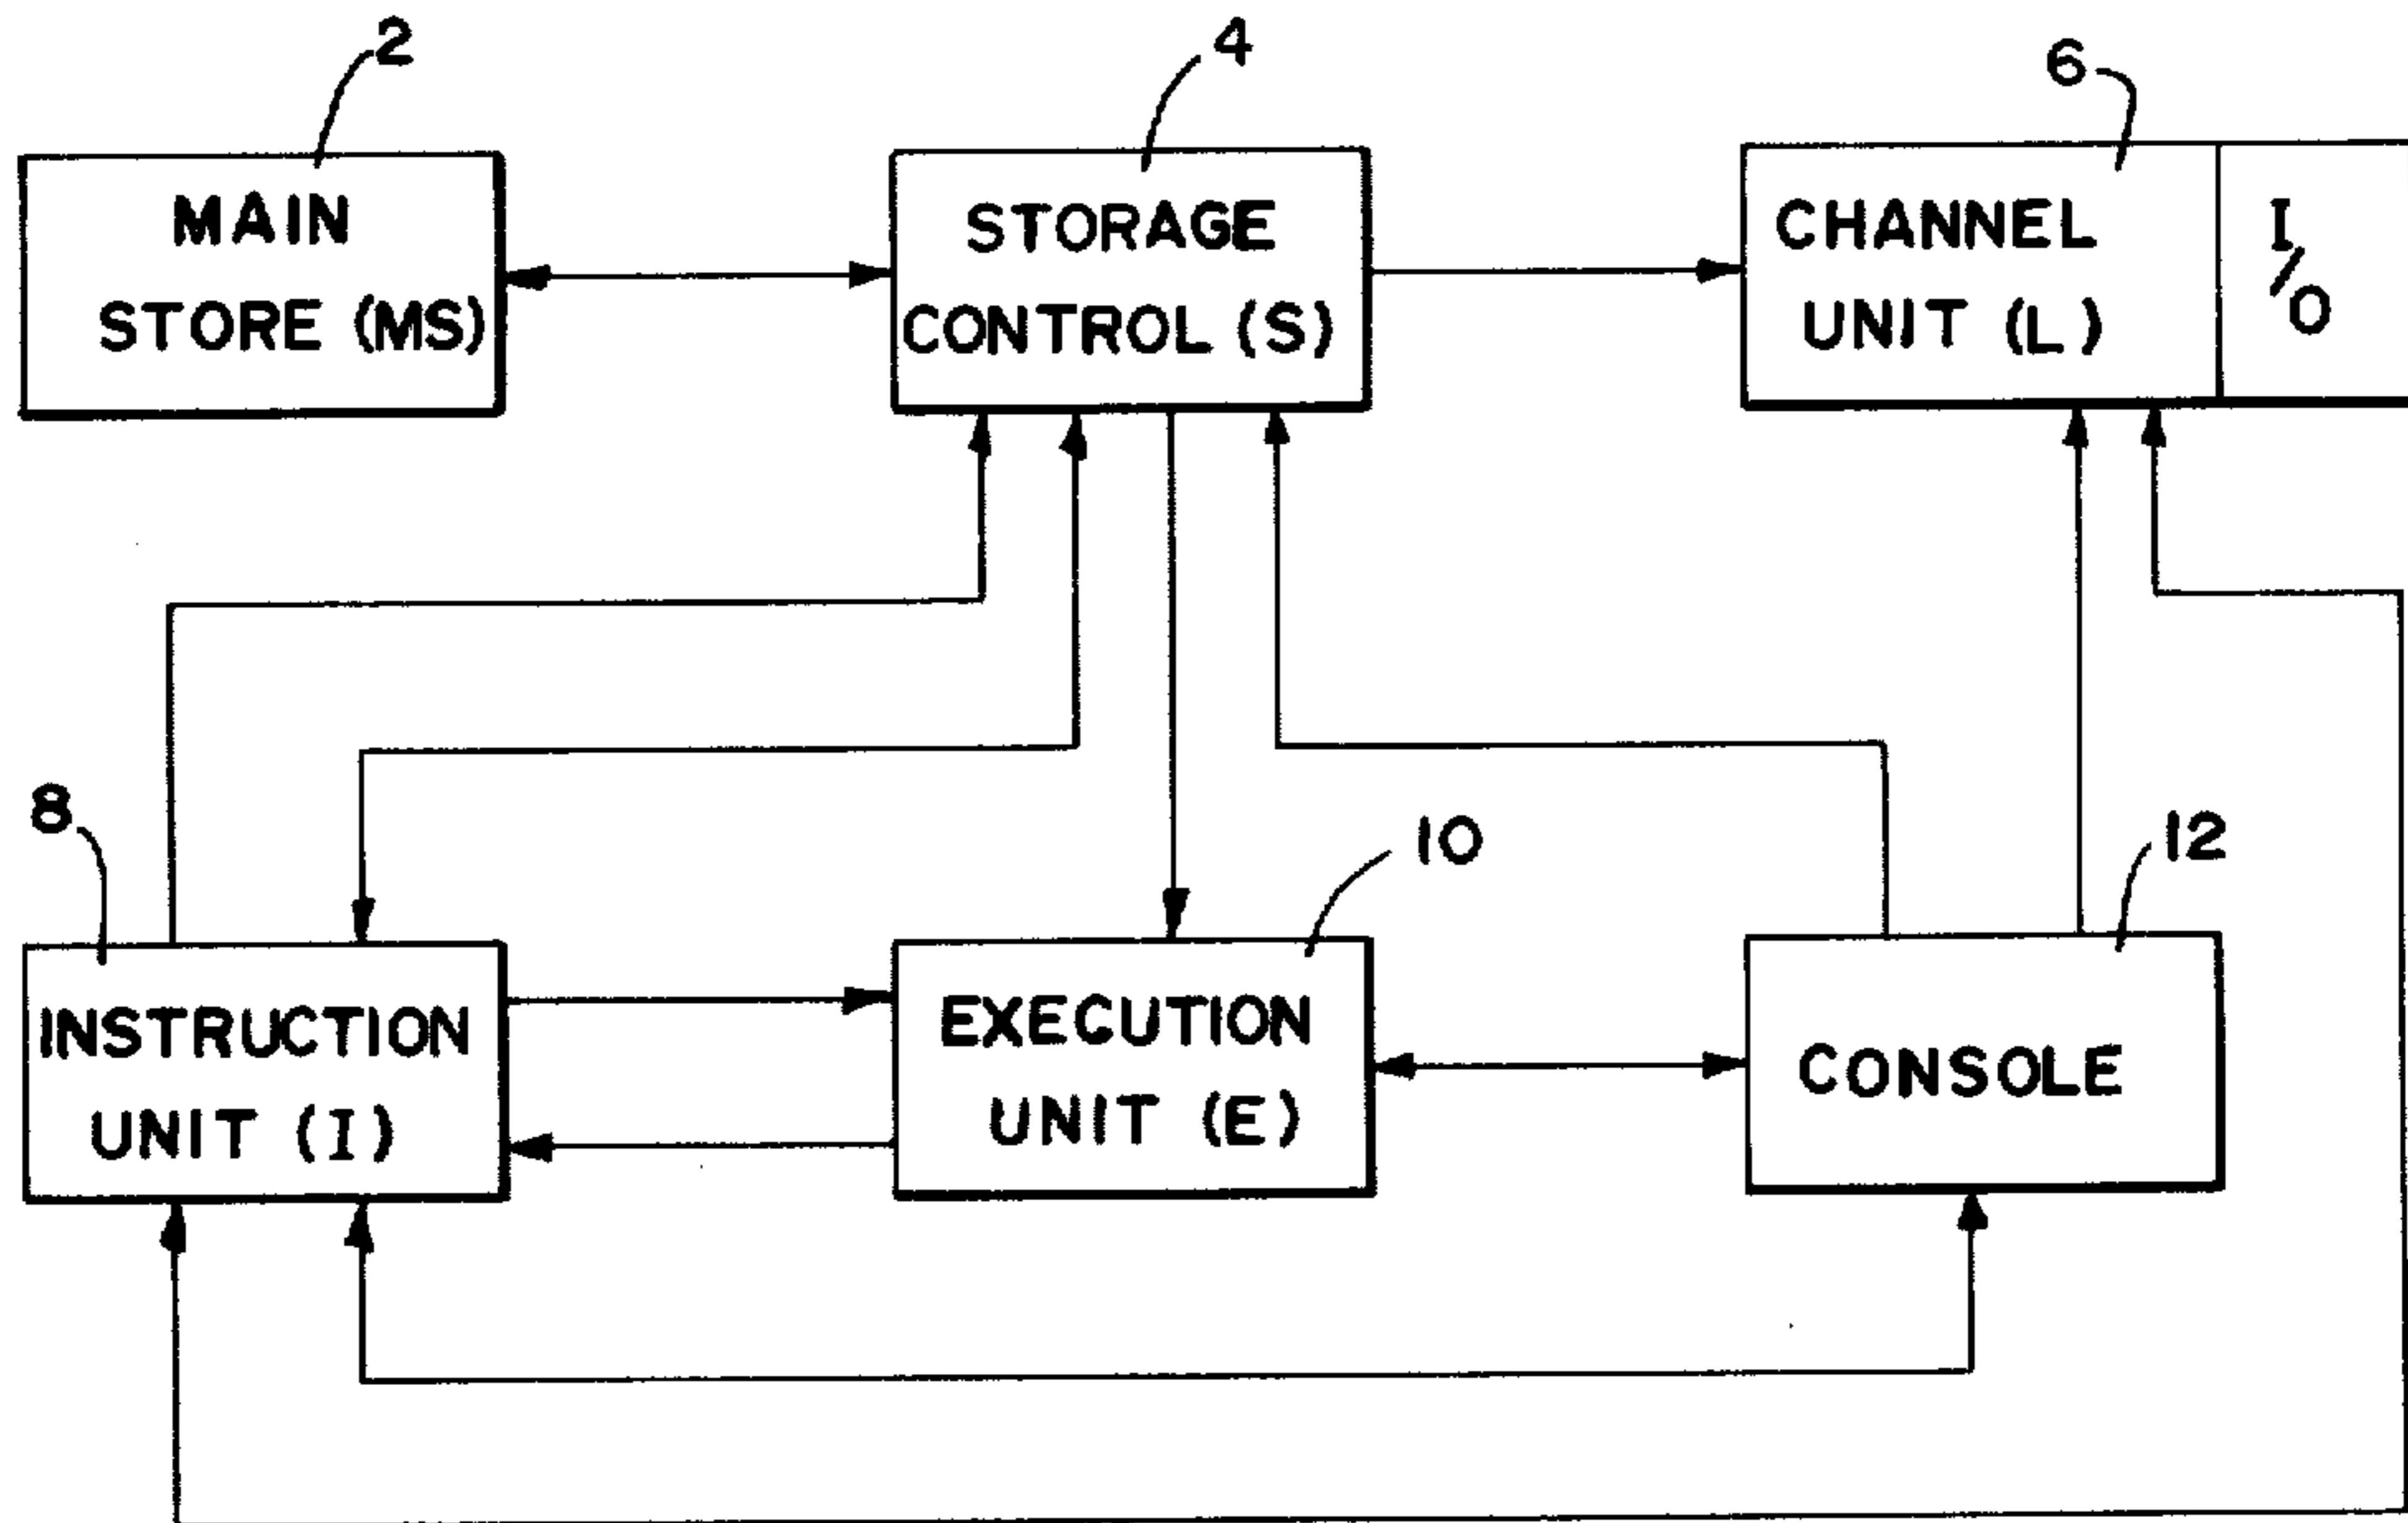 2
4
6
MAIN
STORE (MS)
STORAGE
CONTROL (S)
CHANNEL
UNIT (L)
I/O
8
10
12
INSTRUCTION
UNIT (I)
EXECUTION
UNIT (E)
CONSOLE